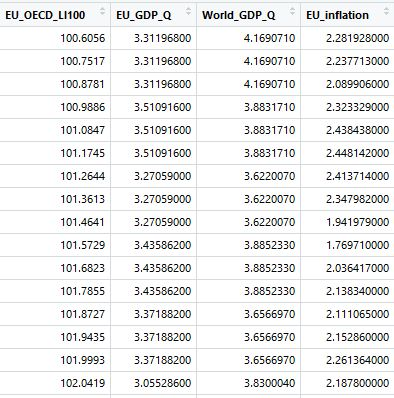 EU_OECD_LI100 EU_GDP_Q World_GDP_Q EU_inflation
100.6056 3.31196800 4.1690710 2.281928000
100.7517 3.31196800 4.1690710 2.237713000
100.8781 3.31196800 4.1690710 2.089906000
100.9886 3.51091600 3.8831710 2.323329000
101.0847 3.51091600 3.8831710 2.438438000
101.1745 3.51091600 3.8831710 2.448142000
101.2644 3.27059000 3.6220070 2.413714000
101.3613 3.27059000 3.6220070 2.347982000
101.4641 3.27059000 3.6220070 1.941979000
101.5729 3.43586200 3.8852330 1.769710000
101.6823 3.43586200 3.8852330 2.036417000
101.7855 3.43586200 3.8852330 2.138340000
101.8727 3.37188200 3.6566970 2.111065000
101.9435 3.37188200 3.6566970 2.152860000
101.9993 3.37188200 3.6566970 2.261364000
102.0419 3.05528600 3.8300040 2.187800000